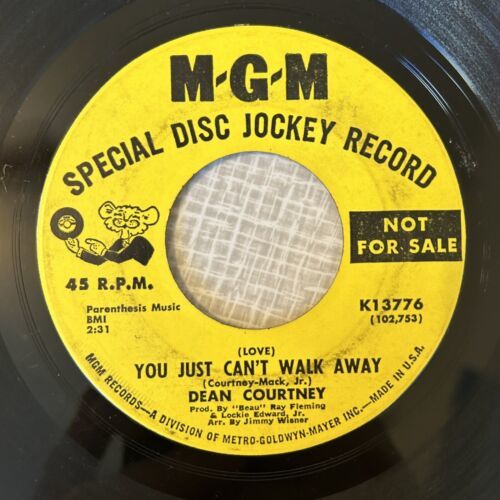 M-G-M
SPECIAL DISC JOCKEY RECORD
NOT
FOR SALE
45 R.P.M.
Parenthesis Music
BMI
2:31
K13776
(102,753)
(LOVE)
YOU JUST CAN'T WALK AWAY
(Courtney-Mack, Jr.)
DEAN COURTNEY
Prod. By "Beau" Ray Fleming
& Lockie Edward, Jr.
Arr. By Jimmy Wisner
MGM RECORDS—A DIVISION OF METRO-GOLDWYN-MAYER INC.—MADE IN U.S.A.